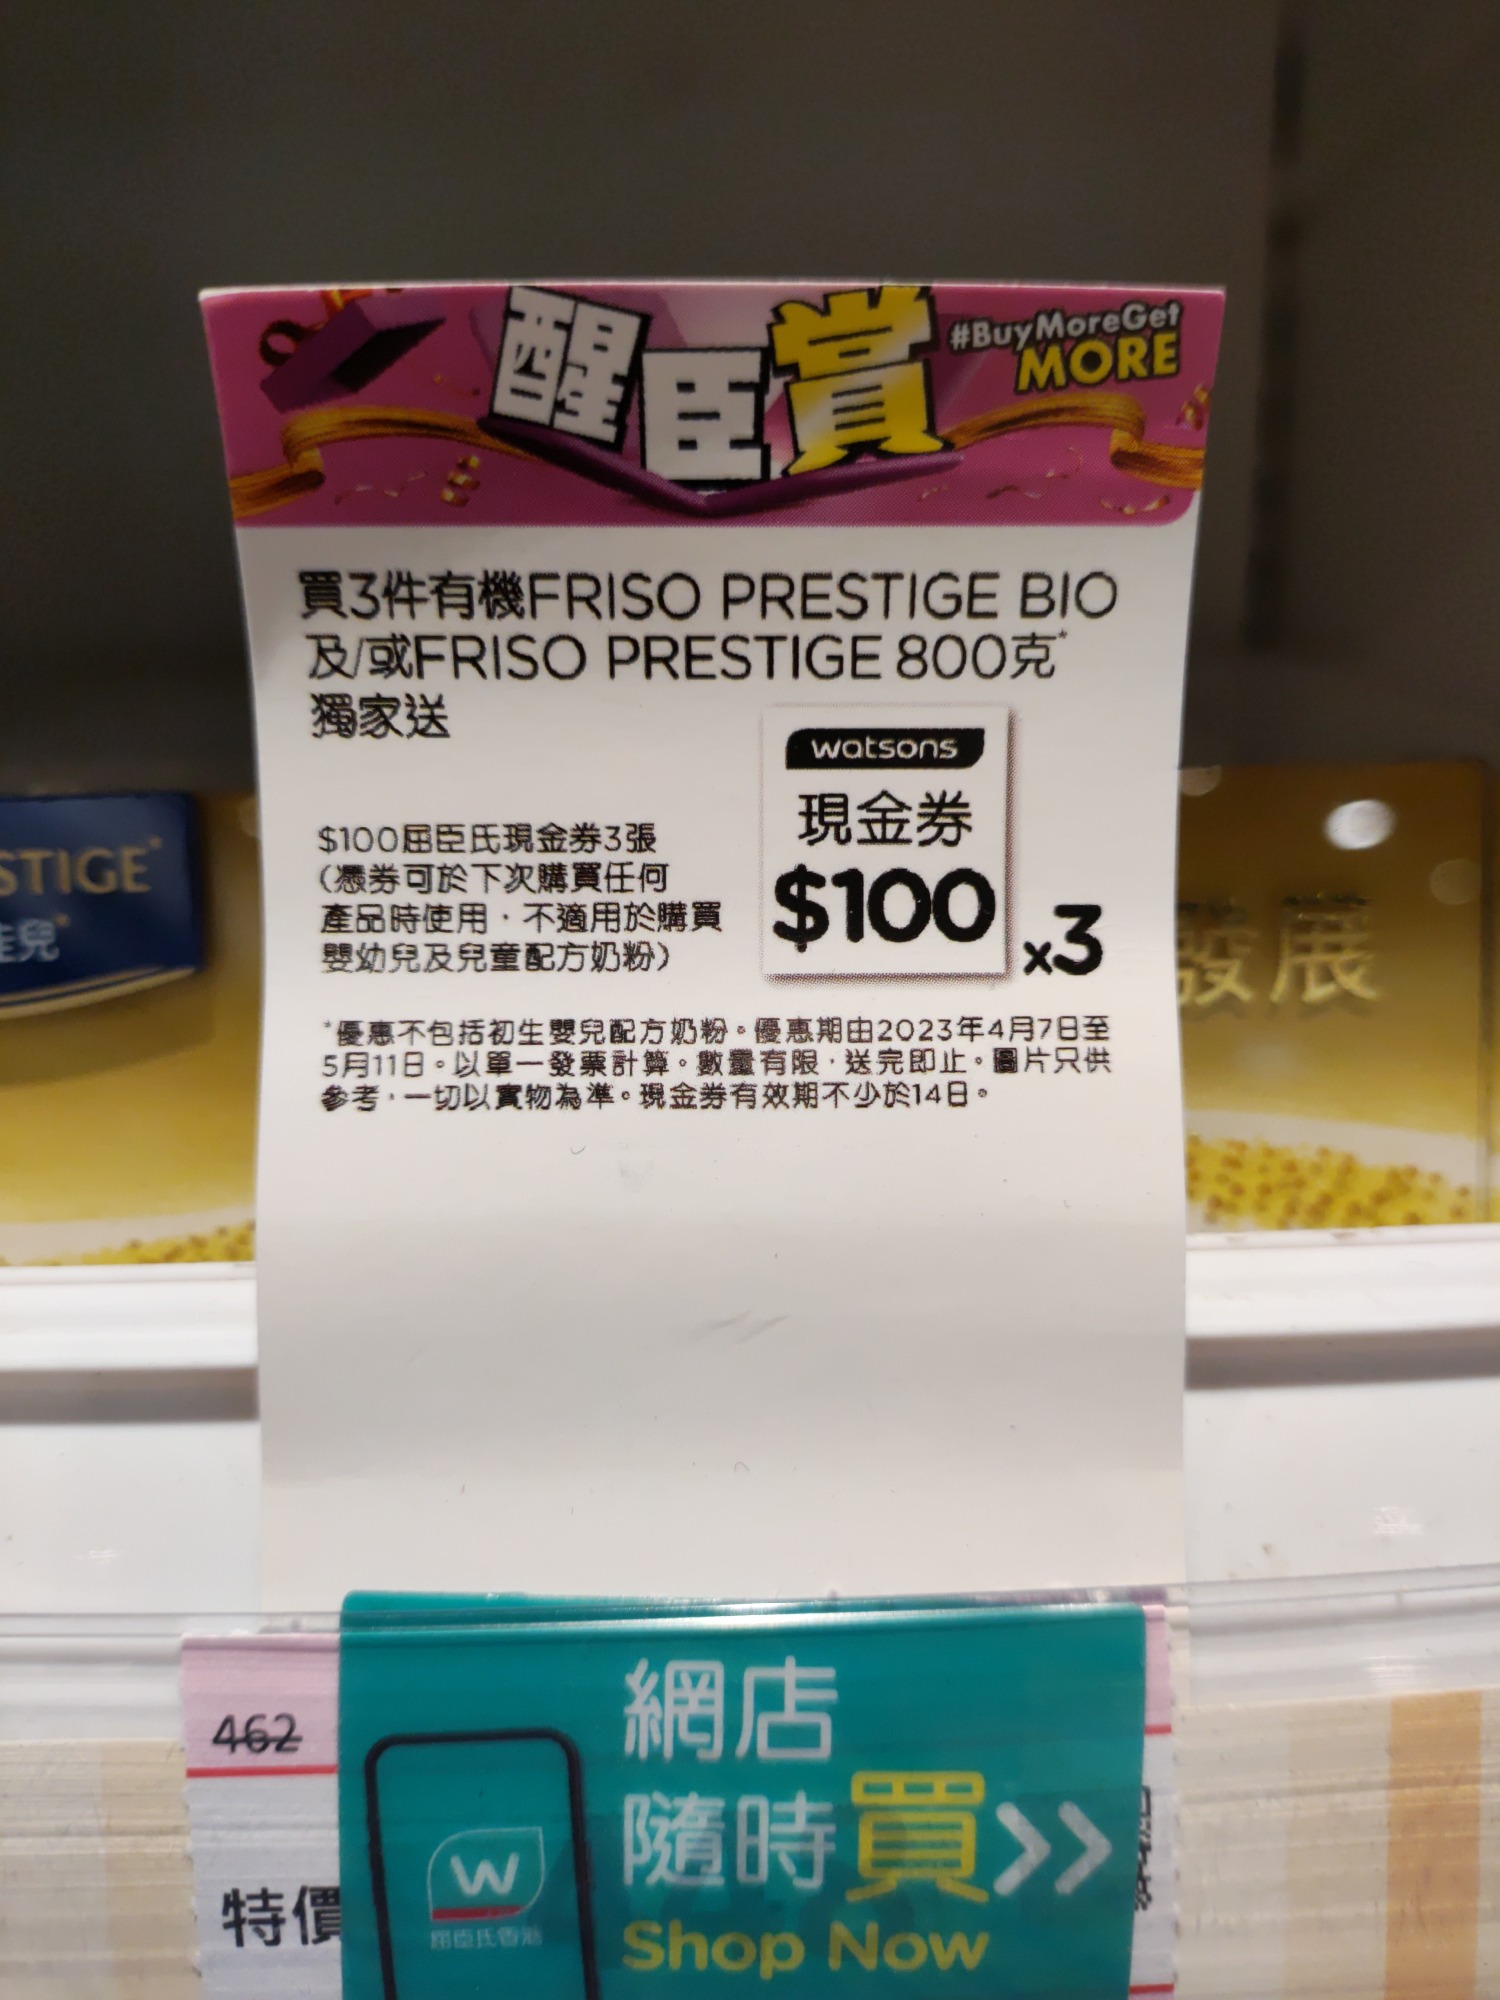 醒臣賞
#BuyMoreGet
MORE
買3件有機FRISO PRESTIGE BIO
及/或FRISO PRESTIGE 800克*
獨家送
watsons
現金券
$100
x3
$100屈臣氏現金券3張
(憑券可於下次購買任何
產品時使用，不適用於購買
嬰幼兒及兒童配方奶粉)
*優惠不包括初生嬰兒配方奶粉。優惠期由2023年4月7日至
5月11日。以單一發票計算。數量有限，送完即止。圖片只供
參考，一切以實物為準。現金券有效期不少於14日。
STIGE*
佳兒*
發展
462
特價
網店
隨時買>>
Shop Now
W
屈臣氏香港